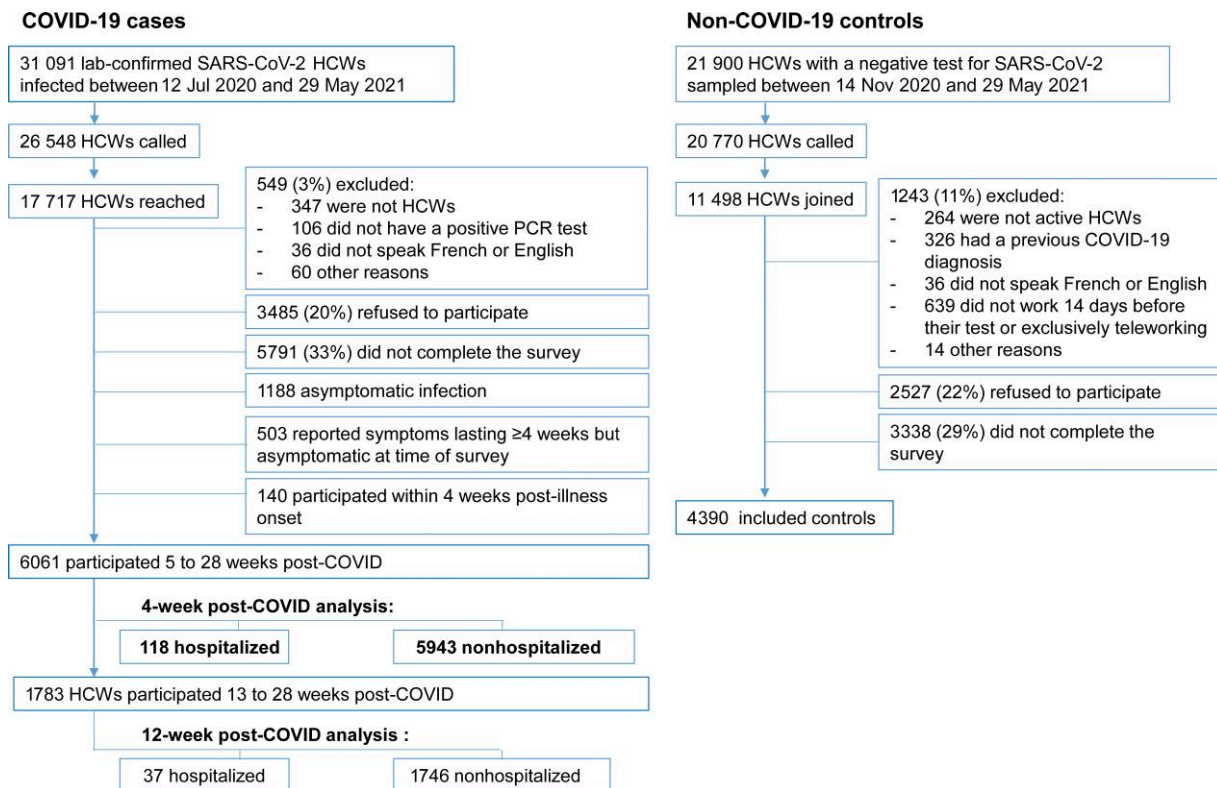 COVID-19 cases
31 091 lab-confirmed SARS-CoV-2 HCWs
infected between 12 Jul 2020 and 29 May 2021
26 548 HCWs called
17 717 HCWs reached
549 (3%) excluded:
- 347 were not HCWs
- 106 did not have a positive PCR test
- 36 did not speak French or English
- 60 other reasons
3485 (20%) refused to participate
5791 (33%) did not complete the survey
1188 asymptomatic infection
503 reported symptoms lasting ≥4 weeks but
asymptomatic at time of survey
140 participated within 4 weeks post-illness
onset
6061 participated 5 to 28 weeks post-COVID
4-week post-COVID analysis:
118 hospitalized
5943 nonhospitalized
1783 HCWs participated 13 to 28 weeks post-COVID
12-week post-COVID analysis :
37 hospitalized
1746 nonhospitalized
Non-COVID-19 controls
21 900 HCWs with a negative test for SARS-CoV-2
sampled between 14 Nov 2020 and 29 May 2021
20 770 HCWs called
11 498 HCWs joined
1243 (11%) excluded:
- 264 were not active HCWs
- 326 had a previous COVID-19
diagnosis
- 36 did not speak French or English
- 639 did not work 14 days before
their test or exclusively teleworking
- 14 other reasons
2527 (22%) refused to participate
3338 (29%) did not complete the
survey
4390 included controls